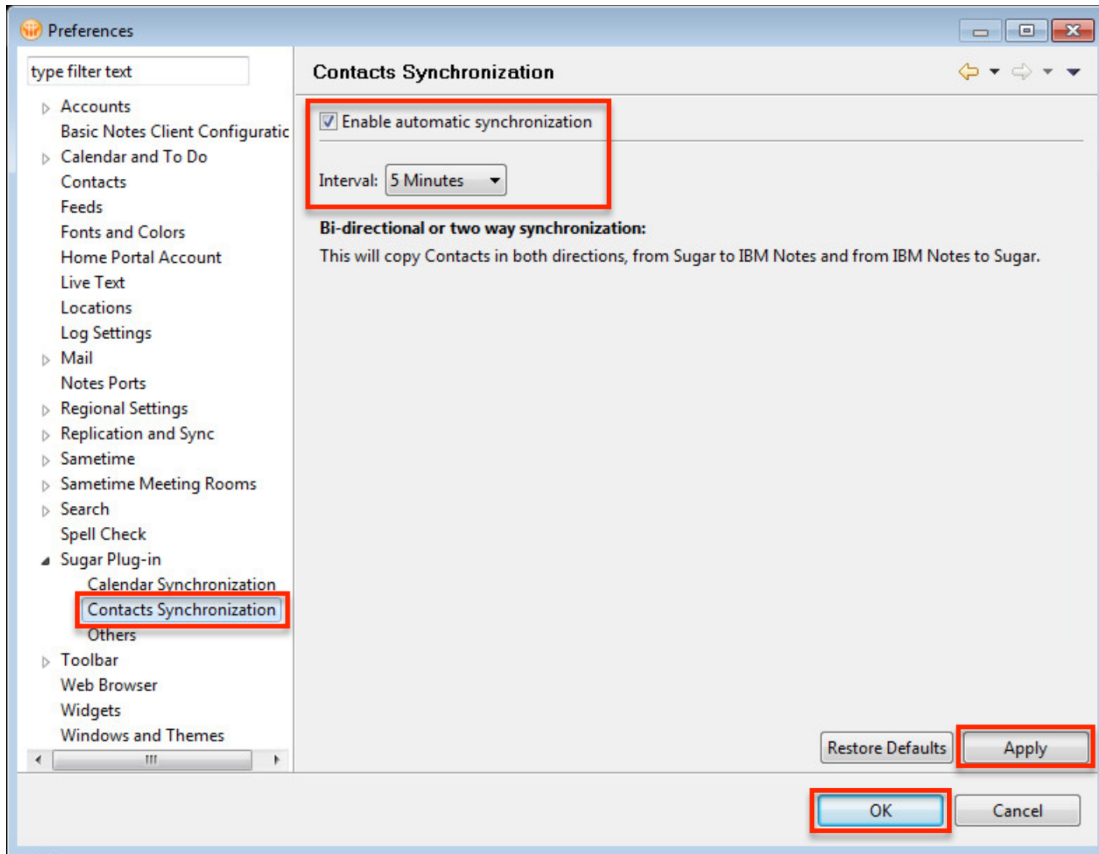 Preferences
type filter text
Accounts
Basic Notes Client Configuratic
Calendar and To Do
Contacts
Feeds
Fonts and Colors
Home Portal Account
Live Text
Locations
Log Settings
Mail
Notes Ports
Regional Settings
Replication and Sync
Sametime
Sametime Meeting Rooms
Search
Spell Check
Sugar Plug-in
Calendar Synchronization
Contacts Synchronization
Others
Toolbar
Web Browser
Widgets
Windows and Themes
Contacts Synchronization
Enable automatic synchronization
Interval: 5 Minutes
Bi-directional or two way synchronization:
This will copy Contacts in both directions, from Sugar to IBM Notes and from IBM Notes to Sugar.
Restore Defaults Apply
OK Cancel